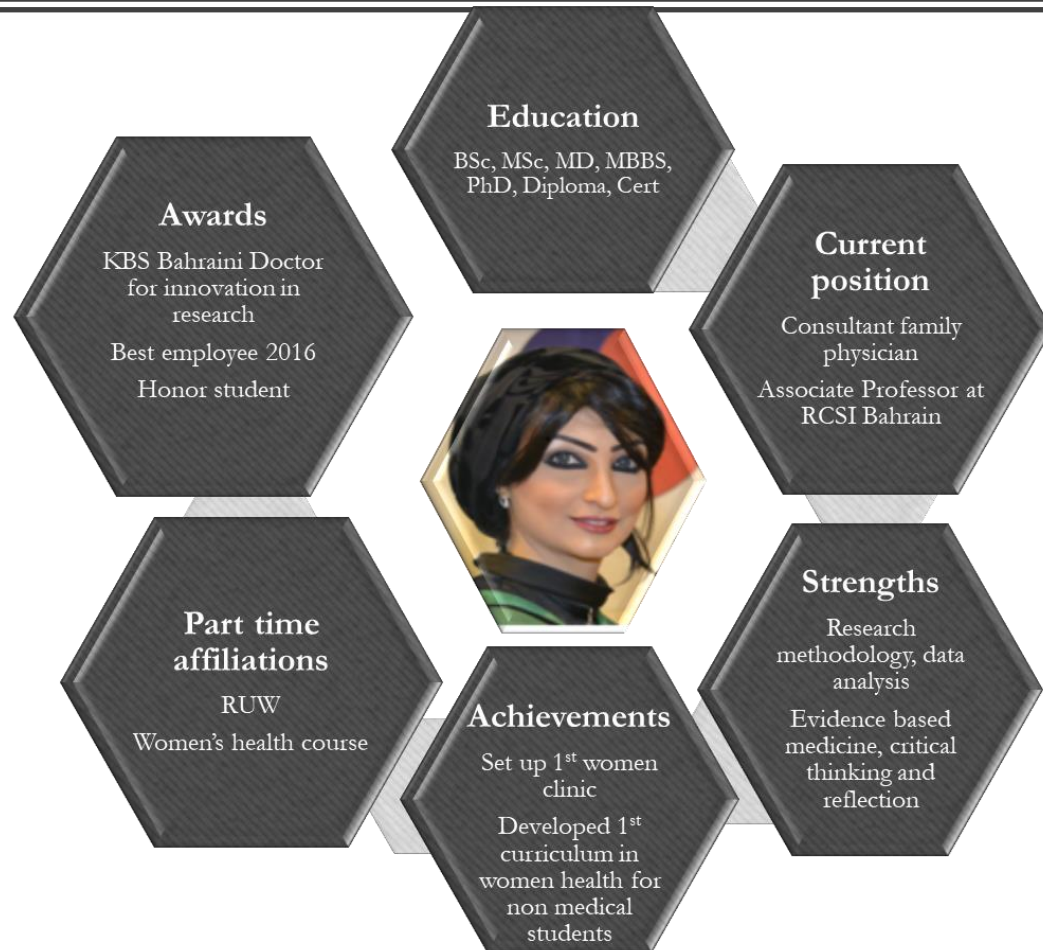 Education
BSc, MSc, MD, MBBS,
PhD, Diploma, Cert
Current
position
Consultant family
physician
Associate Professor at
RCSI Bahrain
Strengths
Research
methodology, data
analysis
Evidence based
medicine, critical
thinking and
reflection
Achievements
Set up 1st women
clinic
Developed 1st
curriculum in
women health for
non medical
students
Part time
affiliations
RUW
Women's health course
Awards
KBS Bahraini Doctor
for innovation in
research
Best employee 2016
Honor student